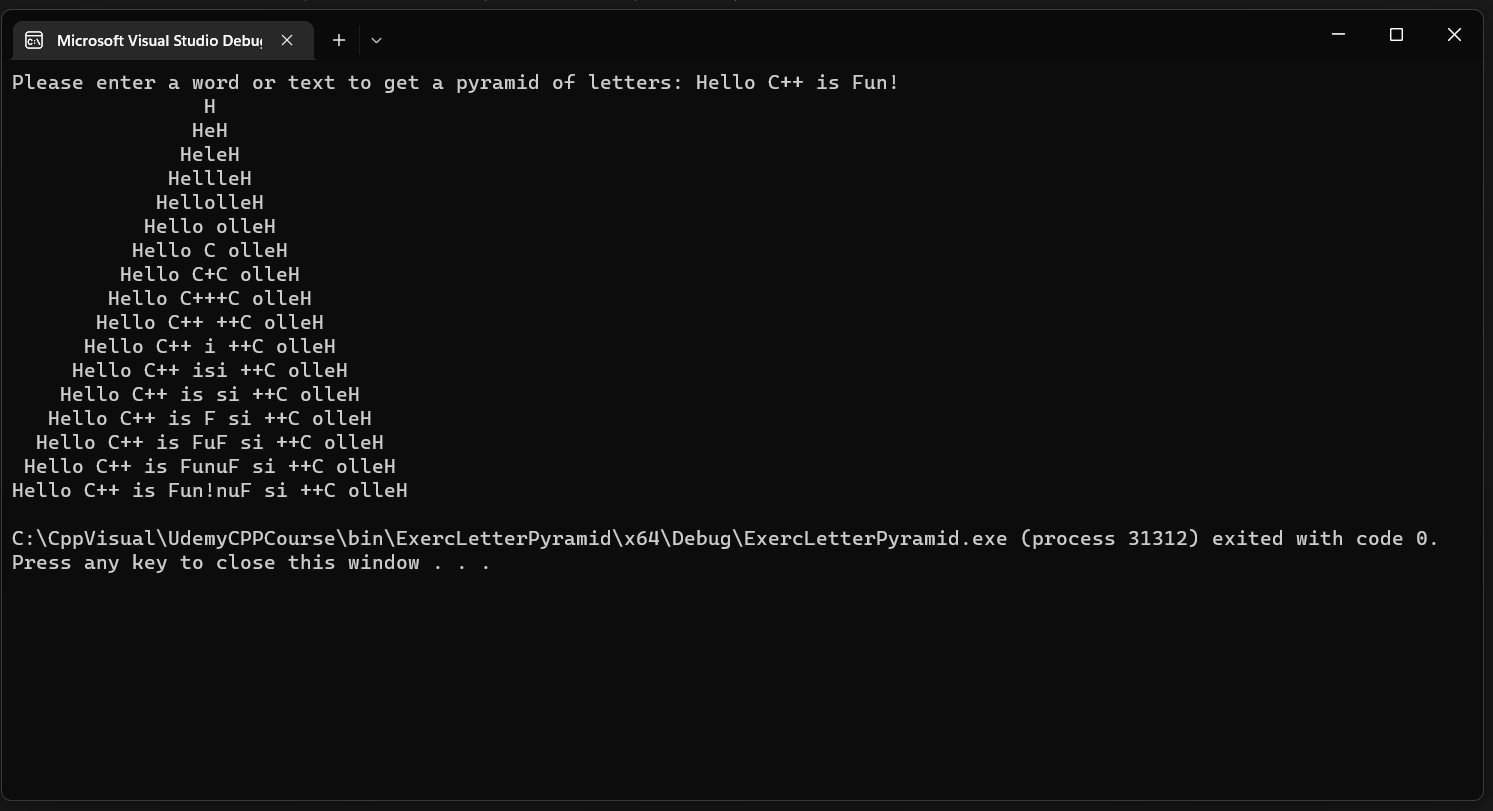 Microsoft Visual Studio Debug
Please enter a word or text to get a pyramid of letters: Hello C++ is Fun!
                H
               HeH
              HeleH
             HellleH
            HellolleH
           Hello olleH
          Hello C olleH
         Hello C+C olleH
        Hello C+++C olleH
       Hello C++ ++C olleH
      Hello C++ i ++C olleH
     Hello C++ isi ++C olleH
    Hello C++ is si ++C olleH
   Hello C++ is F si ++C olleH
  Hello C++ is FuF si ++C olleH
 Hello C++ is FunuF si ++C olleH
Hello C++ is Fun!nuF si ++C olleH
C:\CppVisual\UdemyCPPCourse\bin\ExercLetterPyramid\x64\Debug\ExercLetterPyramid.exe (process 31312) exited with code 0.
Press any key to close this window . . .